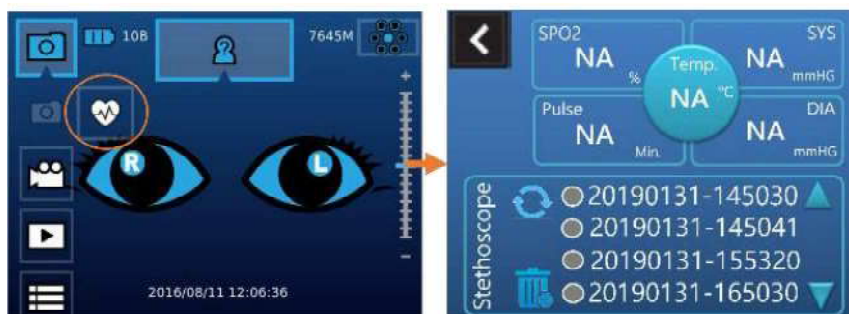 10B
7645M
R
L
+
-
2016/08/11 12:06:36
SPO2
NA
%
Pulse
NA
Min.
Temp.
NA °C
SYS
NA
mmHG
DIA
NA
mmHG
Stethoscope
20190131-145030
20190131-145041
20190131-155320
20190131-165030